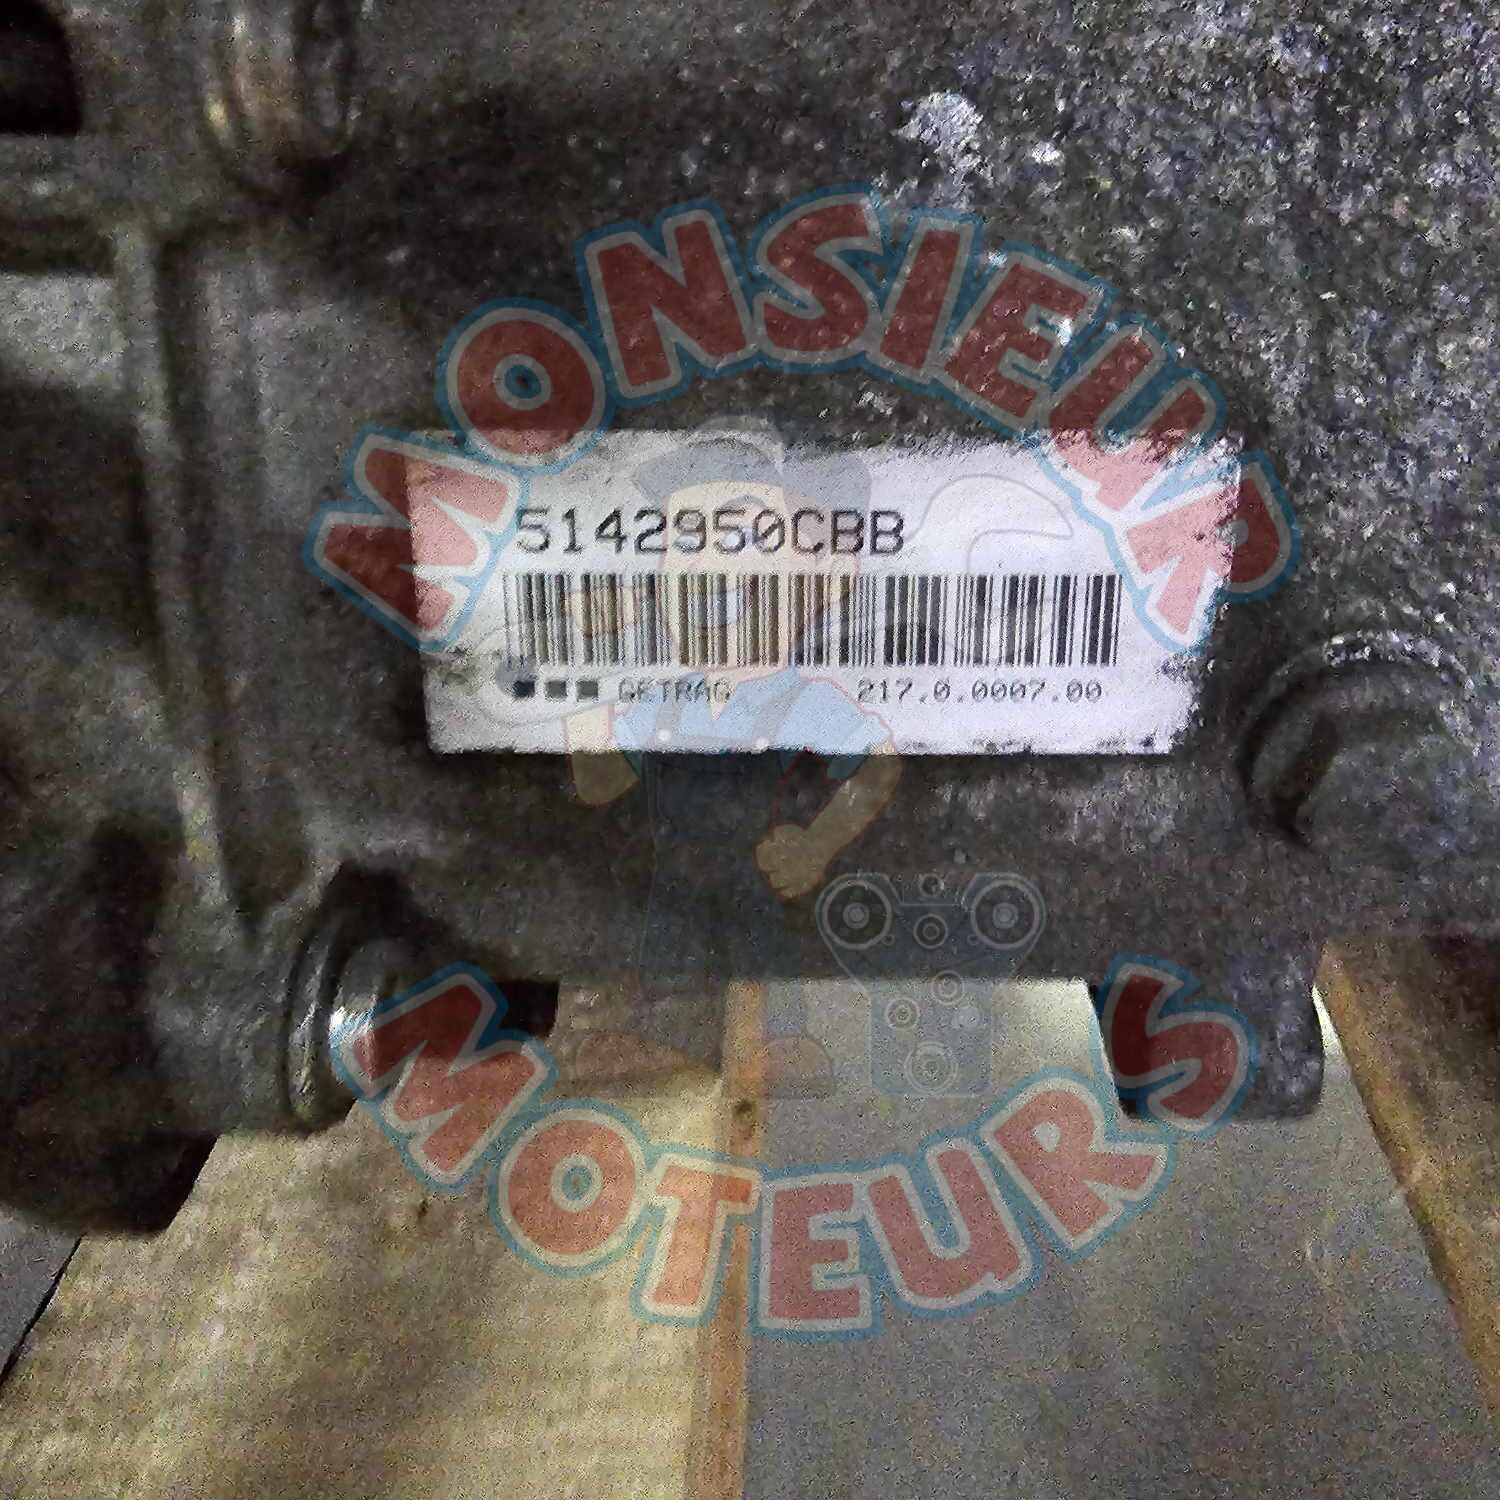 MONSIEUR
5142950CBB
GETRAG 217.0.0007.00
MOTEURS